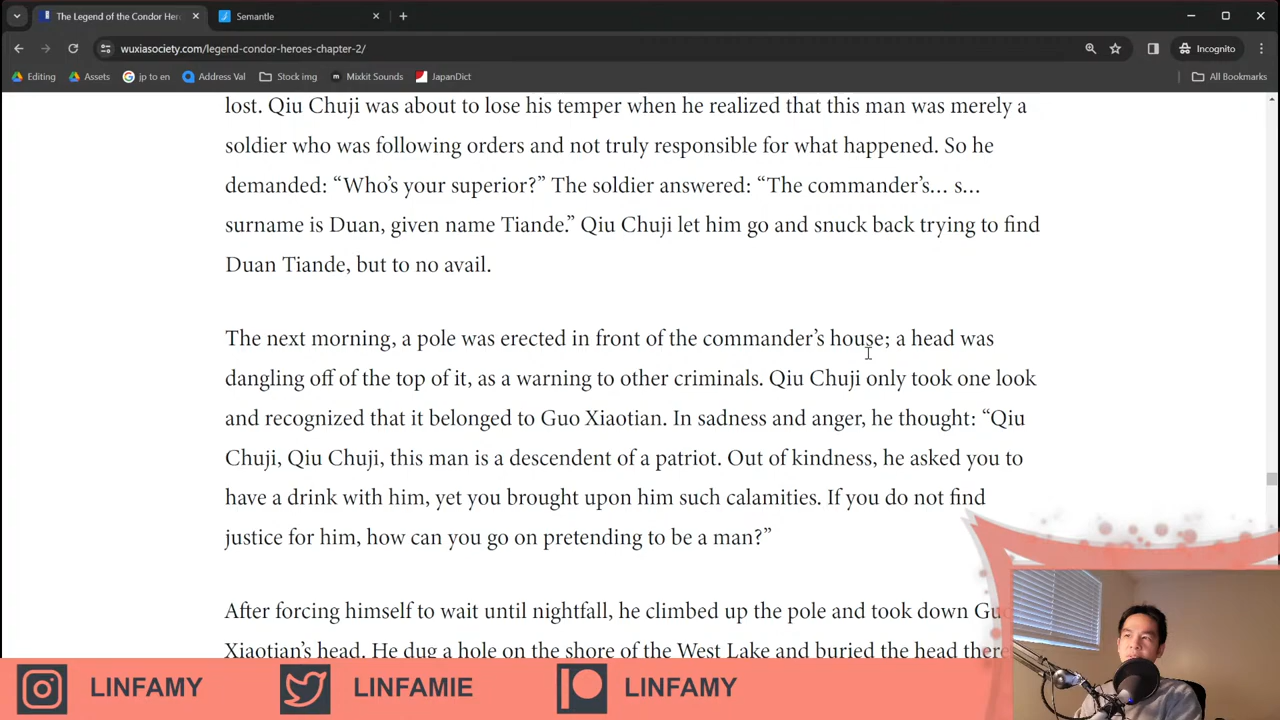 The Legend of the Condor Her
Semantle
wuxiasociety.com/legend-condor-heroes-chapter-2/
Incognito
Editing
Assets
jp to en
Address Val
Stock img
Mixkit Sounds
JapanDict
All Bookmarks
lost. Qiu Chuji was about to lose his temper when he realized that this man was merely a
soldier who was following orders and not truly responsible for what happened. So he
demanded: “Who’s your superior?” The soldier answered: “The commander’s… s…
surname is Duan, given name Tiande.” Qiu Chuji let him go and snuck back trying to find
Duan Tiande, but to no avail.
The next morning, a pole was erected in front of the commander’s house; a head was
dangling off of the top of it, as a warning to other criminals. Qiu Chuji only took one look
and recognized that it belonged to Guo Xiaotian. In sadness and anger, he thought: “Qiu
Chuji, Qiu Chuji, this man is a descendent of a patriot. Out of kindness, he asked you to
have a drink with him, yet you brought upon him such calamities. If you do not find
justice for him, how can you go on pretending to be a man?”
After forcing himself to wait until nightfall, he climbed up the pole and took down Guo
Xiaotian’s head. He dug a hole on the shore of the West Lake and buried the head there
LINFAMY
LINFAMIE
LINFAMY